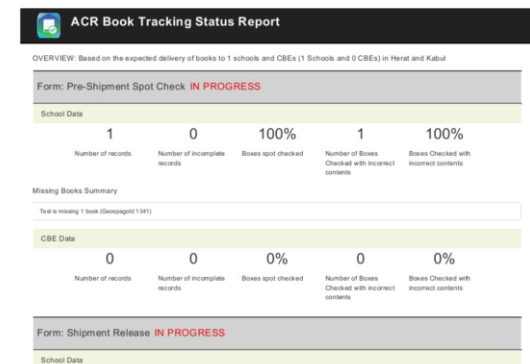 ACR Book Tracking Status Report
OVERVIEW: Based on the expected delivery of books to 1 schools and CBEs (1 Schools and 0 CBEs) in Herat and Kabul
Form: Pre-Shipment Spot Check IN PROGRESS
School Data
1 0 100% 1 100%
Number of records Number of incomplete records Boxes spot checked Number of Boxes Checked with incorrect contents Boxes Checked with incorrect contents
Missing Books Summary
Test is missing 1 book (Geospagold 1341)
CBE Data
0 0 0% 0 0%
Number of records Number of incomplete records Boxes spot checked Number of Boxes Checked with incorrect contents Boxes Checked with incorrect contents
Form: Shipment Release IN PROGRESS
School Data